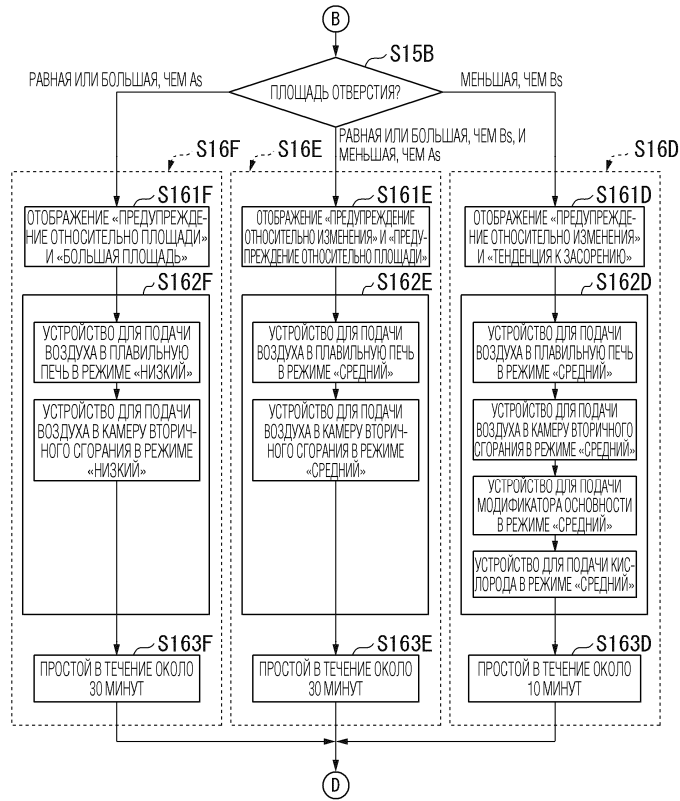 B
S15B
ПЛОЩАДЬ ОТВЕРСТИЯ?
РАВНАЯ ИЛИ БОЛЬШАЯ, ЧЕМ As
РАВНАЯ ИЛИ БОЛЬШАЯ, ЧЕМ Bs, И
МЕНЬШАЯ, ЧЕМ As
МЕНЬШАЯ, ЧЕМ Bs
S16F
S161F
ОТОБРАЖЕНИЕ «ПРЕДУПРЕЖДЕ-
НИЕ ОТНОСИТЕЛЬНО ПЛОЩАДИ»
И «БОЛЬШАЯ ПЛОЩАДЬ»
S162F
УСТРОЙСТВО ДЛЯ ПОДАЧИ
ВОЗДУХА В ПЛАВИЛЬНУЮ
ПЕЧЬ В РЕЖИМЕ «НИЗКИЙ»
УСТРОЙСТВО ДЛЯ ПОДАЧИ
ВОЗДУХА В КАМЕРУ ВТОРИЧ-
НОГО СГОРАНИЯ В РЕЖИМЕ
«НИЗКИЙ»
S163F
ПРОСТОЙ В ТЕЧЕНИЕ ОКОЛО
30 МИНУТ
S16E
S161E
ОТОБРАЖЕНИЕ «ПРЕДУПРЕЖДЕНИЕ
ОТНОСИТЕЛЬНО ИЗМЕНЕНИЯ» И «ПРЕДУ-
ПРЕЖДЕНИЕ ОТНОСИТЕЛЬНО ПЛОЩАДИ»
S162E
УСТРОЙСТВО ДЛЯ ПОДАЧИ
ВОЗДУХА В ПЛАВИЛЬНУЮ ПЕЧЬ
В РЕЖИМЕ «СРЕДНИЙ»
УСТРОЙСТВО ДЛЯ ПОДАЧИ
ВОЗДУХА В КАМЕРУ ВТОРИЧ-
НОГО СГОРАНИЯ В РЕЖИМЕ
«СРЕДНИЙ»
S163E
ПРОСТОЙ В ТЕЧЕНИЕ ОКОЛО
30 МИНУТ
S16D
S161D
ОТОБРАЖЕНИЕ «ПРЕДУПРЕЖДЕ-
НИЕ ОТНОСИТЕЛЬНО ИЗМЕНЕНИЯ»
И «ТЕНДЕНЦИЯ К ЗАСОРЕНИЮ»
S162D
УСТРОЙСТВО ДЛЯ ПОДАЧИ
ВОЗДУХА В ПЛАВИЛЬНУЮ ПЕЧЬ
В РЕЖИМЕ «СРЕДНИЙ»
УСТРОЙСТВО ДЛЯ ПОДАЧИ
ВОЗДУХА В КАМЕРУ ВТОРИЧНОГО
СГОРАНИЯ В РЕЖИМЕ «СРЕДНИЙ»
УСТРОЙСТВО ДЛЯ ПОДАЧИ
МОДИФИКАТОРА ОСНОВНОСТИ
В РЕЖИМЕ «СРЕДНИЙ»
УСТРОЙСТВО ДЛЯ ПОДАЧИ КИС-
ЛОРОДА В РЕЖИМЕ «СРЕДНИЙ»
S163D
ПРОСТОЙ В ТЕЧЕНИЕ ОКОЛО
10 МИНУТ
D